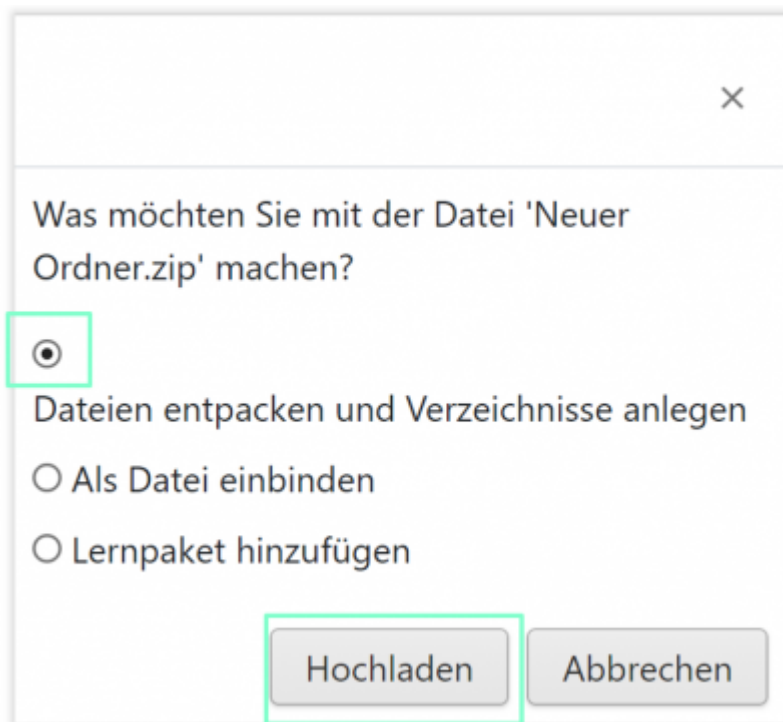 Was möchten Sie mit der Datei 'Neuer
Ordner.zip' machen?
Dateien entpacken und Verzeichnisse anlegen
Als Datei einbinden
Lernpaket hinzufügen
Hochladen Abbrechen